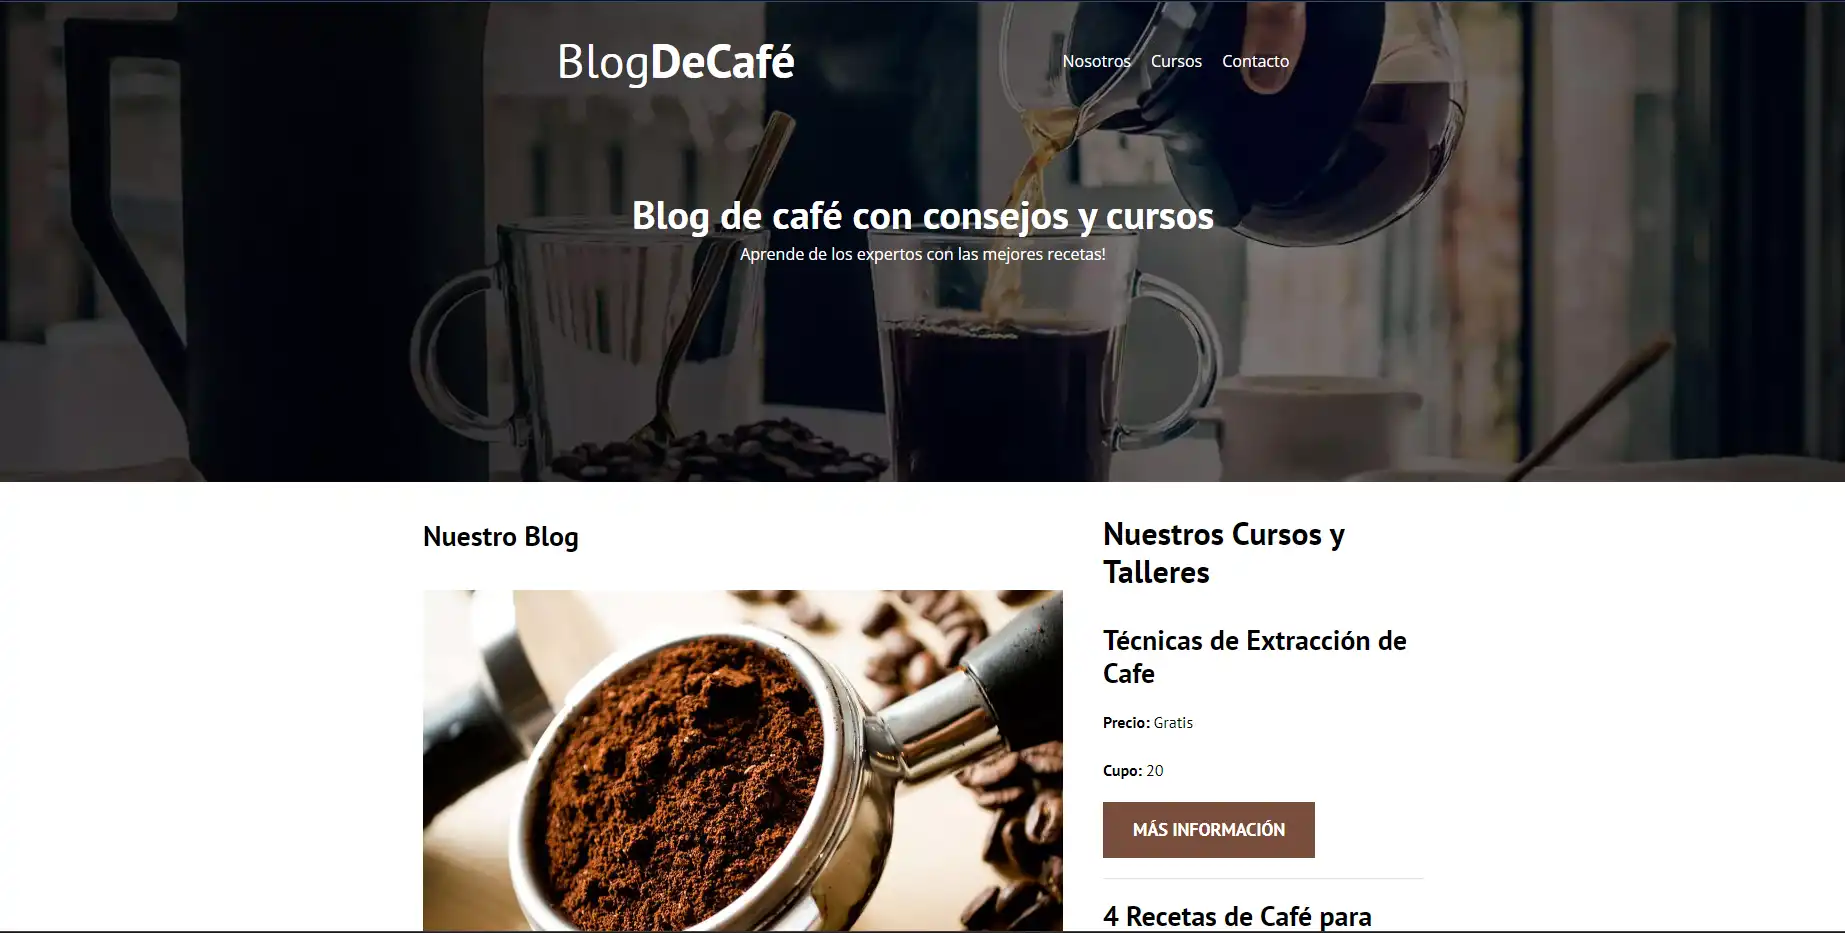 BlogDeCafé
Nosotros Cursos Contacto
Blog de café con consejos y cursos
Aprende de los expertos con las mejores recetas!
Nuestro Blog
Nuestros Cursos y
Talleres
Técnicas de Extracción de
Cafe
Precio: Gratis
Cupo: 20
MÁS INFORMACIÓN
4 Recetas de Café para